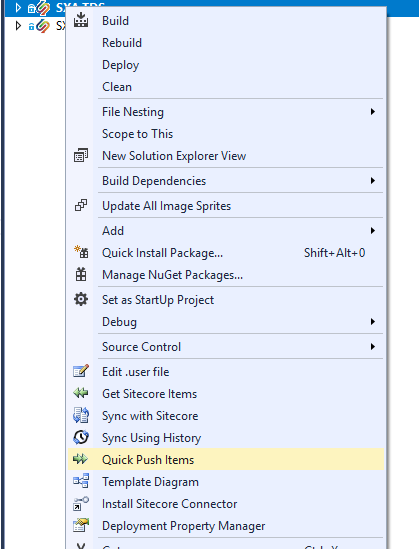 SXA.TDS
Build
Rebuild
Deploy
Clean
File Nesting
Scope to This
New Solution Explorer View
Build Dependencies
Update All Image Sprites
Add
Quick Install Package... Shift+Alt+0
Manage NuGet Packages...
Set as StartUp Project
Debug
Source Control
Edit .user file
Get Sitecore Items
Sync with Sitecore
Sync Using History
Quick Push Items
Template Diagram
Install Sitecore Connector
Deployment Property Manager